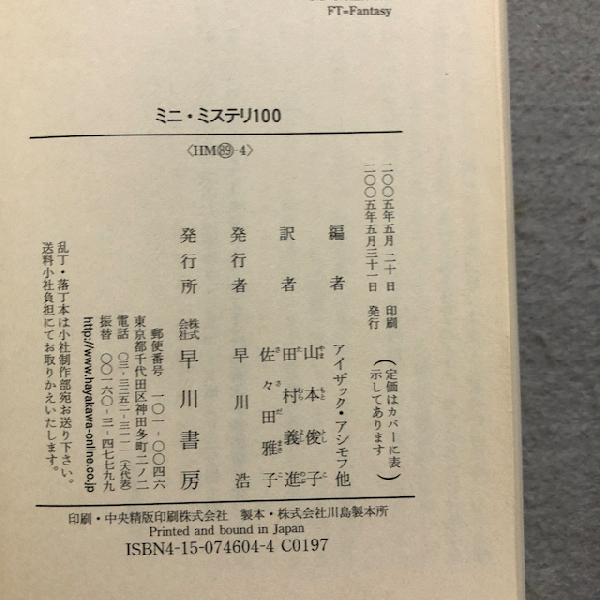 FT=Fantasy
ミニ・ミステリ100
〈HM㊴-4〉
二〇〇五年五月二十日 印刷
二〇〇五年五月三十一日 発行
(定価はカバーに表示してあります)
編者 アイザック・アシモフ他
訳者 山本俊子
田村義進
佐々田雅子
発行者 早川浩
発行所 株式会社早川書房
郵便番号 一〇一-〇〇四六
東京都千代田区神田多町二ノ二
電話 〇三-三二五二-三一一一(大代表)
振替 〇〇一六〇-三-四七七九九
http://www.hayakawa-online.co.jp
乱丁・落丁本は小社制作部宛お送り下さい。
送料小社負担にてお取りかえいたします。
印刷・中央精版印刷株式会社 製本・株式会社川島製本所
Printed and bound in Japan
ISBN4-15-074604-4 C0197